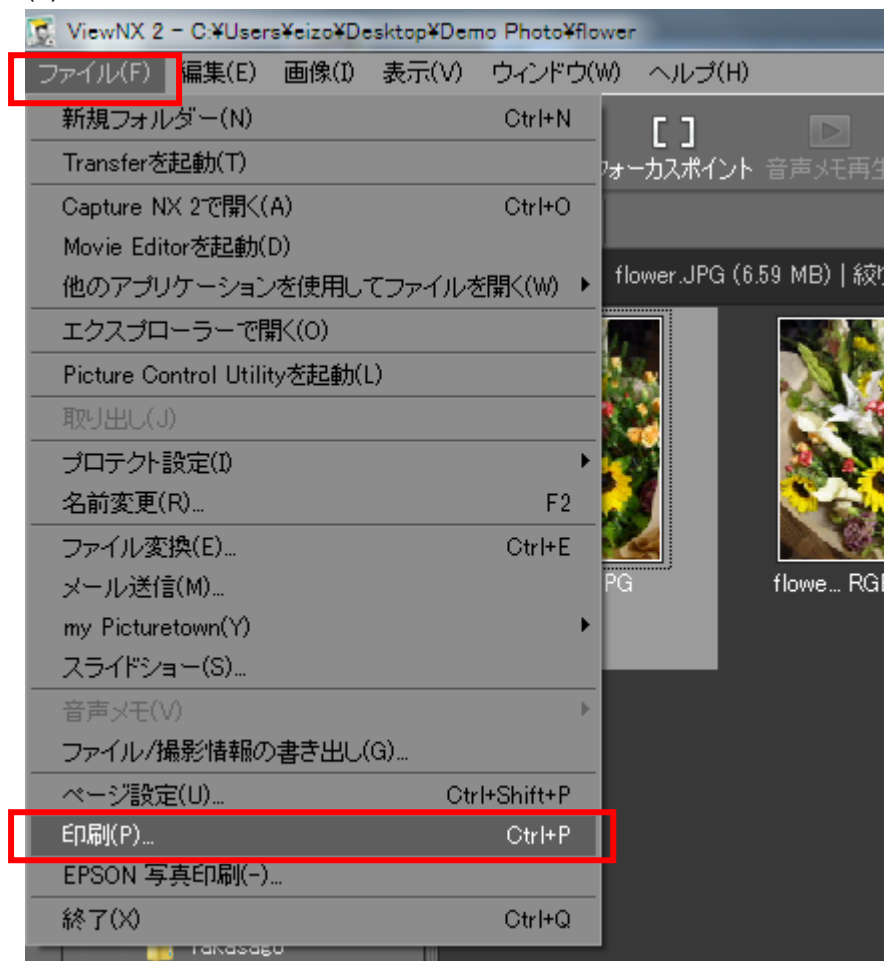 ViewNX 2 - C:¥Users¥eizo¥Desktop¥Demo Photo¥flower
ファイル(F) 編集(E) 画像(I) 表示(V) ウィンドウ(W) ヘルプ(H)
新規フォルダー(N) Ctrl+N
Transferを起動(T)
フォーカスポイント 音声メモ再生
Capture NX 2で開く(A) Ctrl+O
Movie Editorを起動(D)
他のアプリケーションを使用してファイルを開く(W)
flower.JPG (6.59 MB) | 絞り
エクスプローラーで開く(O)
Picture Control Utilityを起動(L)
取り出し(J)
プロテクト設定(I)
名前変更(R)... F2
ファイル変換(E)... Ctrl+E
メール送信(M)...
PG flowe... RGB
my Picturetown(Y)
スライドショー(S)...
音声メモ(V)
ファイル/撮影情報の書き出し(G)...
ページ設定(U)... Ctrl+Shift+P
印刷(P)... Ctrl+P
EPSON 写真印刷(-)...
終了(X) Ctrl+Q
Takasago